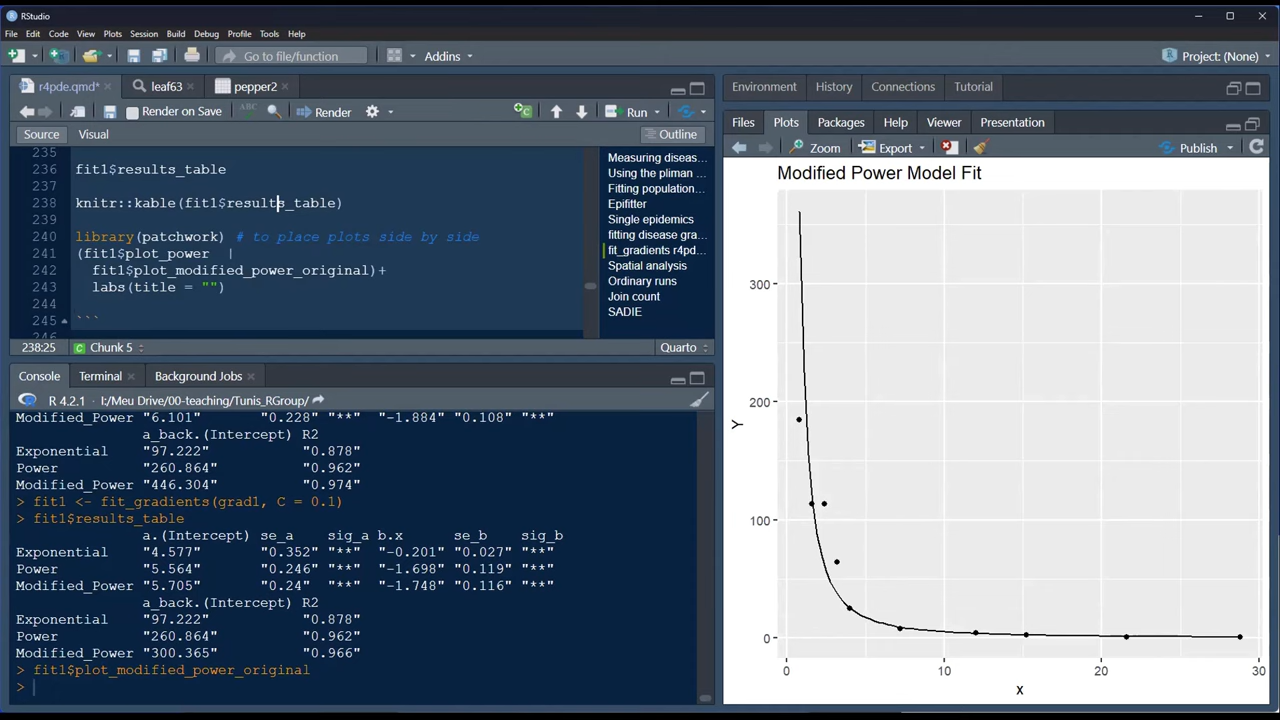 RStudio
File Edit Code View Plots Session Build Debug Profile Tools Help
Go to file/function Addins Project: (None)
r4pde.qmd* leaf63 pepper2
Render on Save Render Run
Source Visual Outline
235
236 fit1$results_table
237
238 knitr::kable(fit1$results_table)
239
240 library(patchwork) # to place plots side by side
241 (fit1$plot_power |
242 fit1$plot_modified_power_original)+
243 labs(title = "")
244
245 ```
Measuring diseas...
Using the pliman ...
Fitting population...
Epifitter
Single epidemics
fitting disease gra...
fit_gradients r4pd...
Spatial analysis
Ordinary runs
Join count
SADIE
238:25 Chunk 5 Quarto
Console Terminal Background Jobs
R 4.2.1 · I:/Meu Drive/00-teaching/Tunis_RGroup/
Modified_Power "6.101" "0.228" "**" "-1.884" "0.108" "**"
a_back.(Intercept) R2
Exponential "97.222" "0.878"
Power "260.864" "0.962"
Modified_Power "446.304" "0.974"
> fit1 <- fit_gradients(grad1, C = 0.1)
> fit1$results_table
a.(Intercept) se_a sig_a b.x se_b sig_b
Exponential "4.577" "0.352" "**" "-0.201" "0.027" "**"
Power "5.564" "0.246" "**" "-1.698" "0.119" "**"
Modified_Power "5.705" "0.24" "**" "-1.748" "0.116" "**"
a_back.(Intercept) R2
Exponential "97.222" "0.878"
Power "260.864" "0.962"
Modified_Power "300.365" "0.966"
> fit1$plot_modified_power_original
>
Environment History Connections Tutorial
Files Plots Packages Help Viewer Presentation
Zoom Export Publish
Modified Power Model Fit
300
200
100
0
Y
0 10 20 30
x